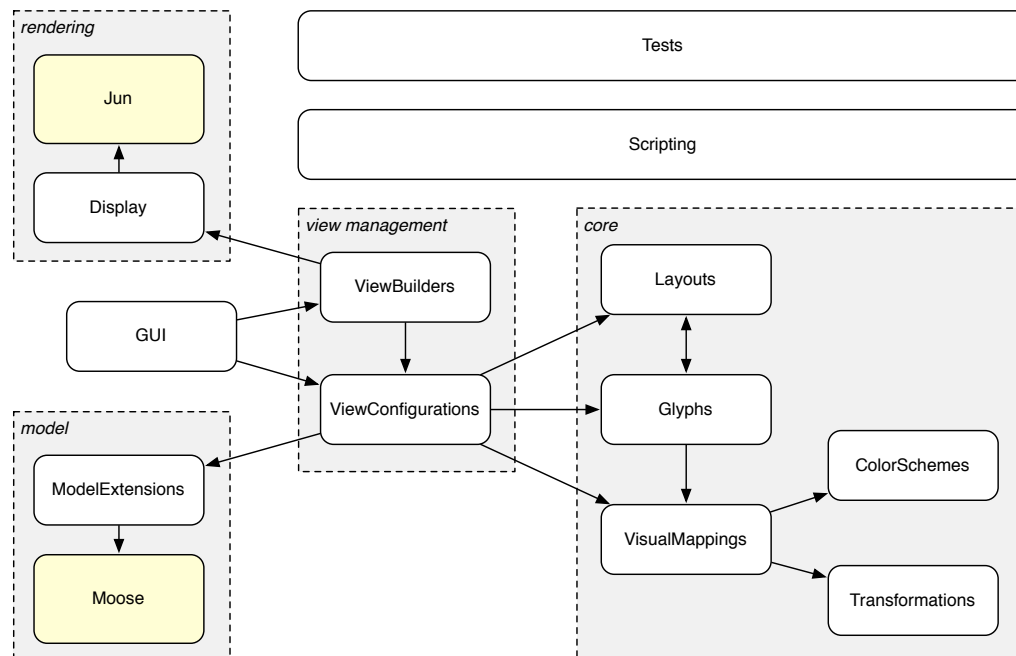 rendering
Jun
Display
Tests
Scripting
view management
ViewBuilders
ViewConfigurations
GUI
model
ModelExtensions
Moose
core
Layouts
Glyphs
VisualMappings
ColorSchemes
Transformations